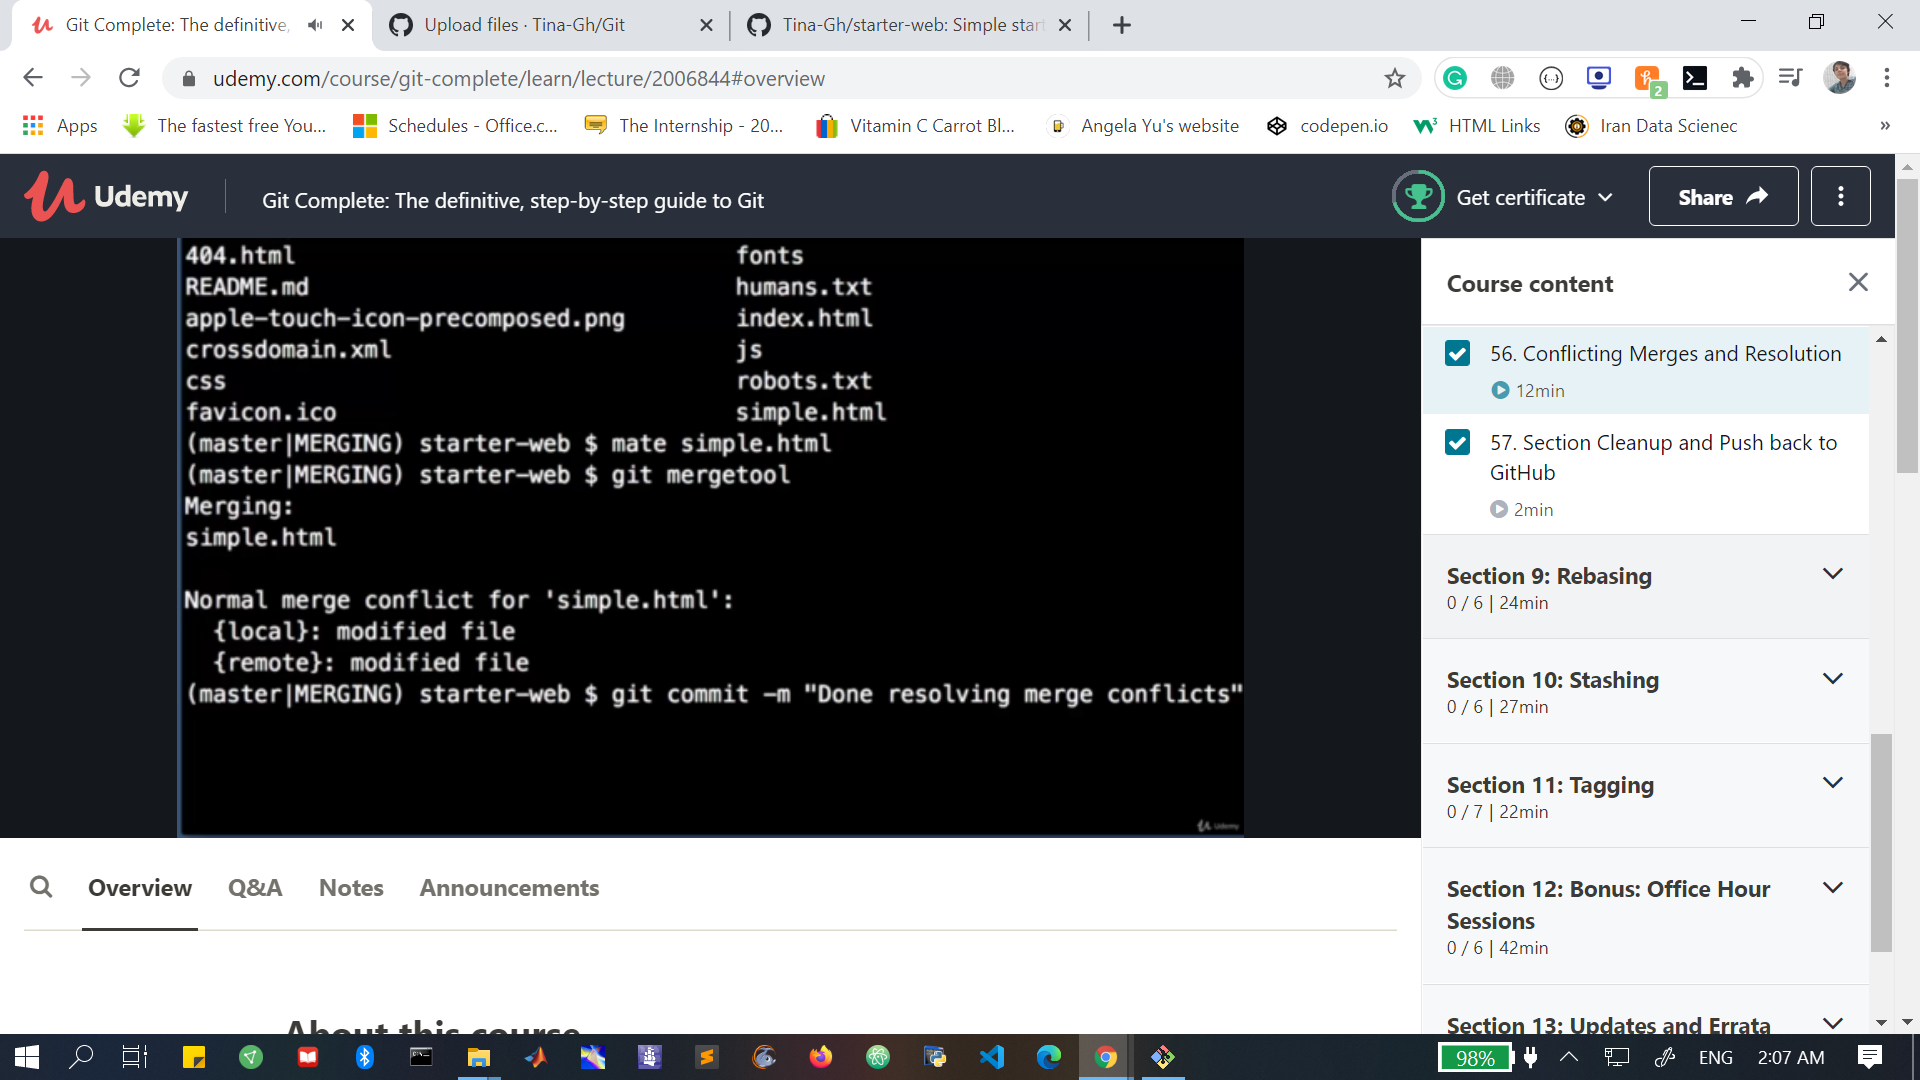 Git Complete: The definitive,
Upload files · Tina-Gh/Git
Tina-Gh/starter-web: Simple start
udemy.com/course/git-complete/learn/lecture/2006844#overview
2
Apps
The fastest free You...
Schedules - Office.c...
The Internship - 20...
Vitamin C Carrot Bl...
Angela Yu's website
codepen.io
HTML Links
Iran Data Scienec
»
Udemy
Git Complete: The definitive, step-by-step guide to Git
Get certificate
Share
404.html fonts
README.md humans.txt
apple-touch-icon-precomposed.png index.html
crossdomain.xml js
css robots.txt
favicon.ico simple.html
(master|MERGING) starter-web $ mate simple.html
(master|MERGING) starter-web $ git mergetool
Merging:
simple.html
Normal merge conflict for 'simple.html':
{local}: modified file
{remote}: modified file
(master|MERGING) starter-web $ git commit -m "Done resolving merge conflicts"
Udemy
Course content
56. Conflicting Merges and Resolution
12min
57. Section Cleanup and Push back to
GitHub
2min
Section 9: Rebasing
0 / 6 | 24min
Section 10: Stashing
0 / 6 | 27min
Section 11: Tagging
0 / 7 | 22min
Section 12: Bonus: Office Hour
Sessions
0 / 6 | 42min
Section 13: Updates and Errata
Overview
Q&A
Notes
Announcements
About this course
98%
ENG
2:07 AM